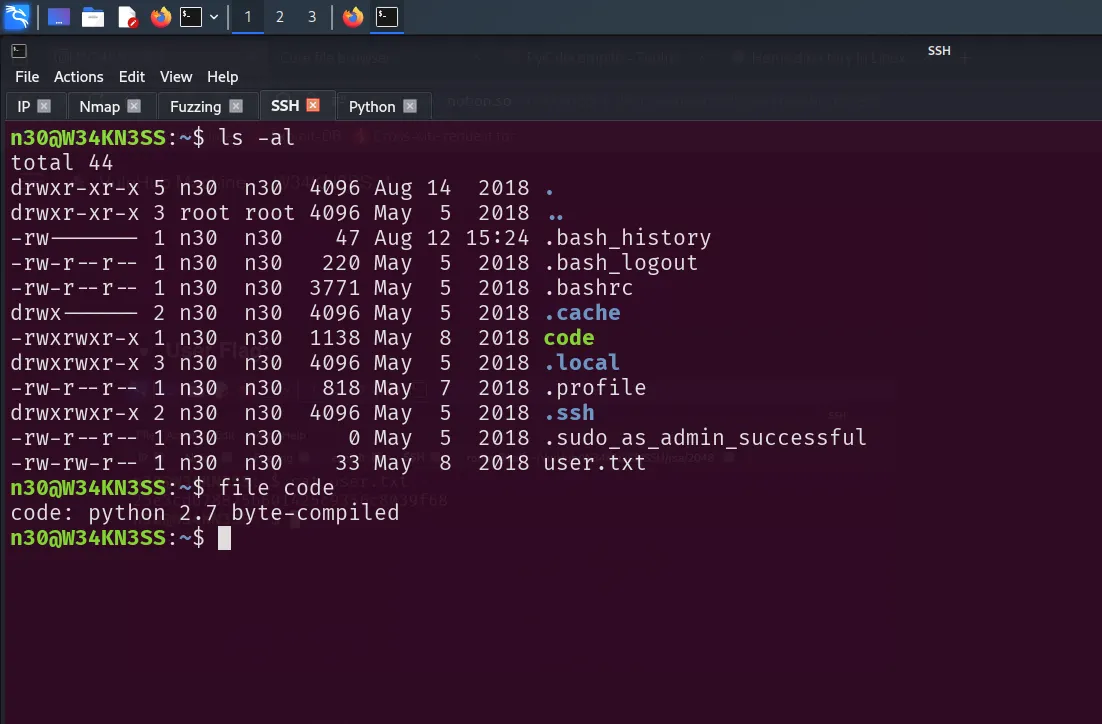 1 2 3
SSH
File Actions Edit View Help
IP Nmap Fuzzing SSH Python
n30@W34KN3SS:~$ ls -al
total 44
drwxr-xr-x 5 n30 n30 4096 Aug 14 2018 .
drwxr-xr-x 3 root root 4096 May 5 2018 ..
-rw------- 1 n30 n30 47 Aug 12 15:24 .bash_history
-rw-r--r-- 1 n30 n30 220 May 5 2018 .bash_logout
-rw-r--r-- 1 n30 n30 3771 May 5 2018 .bashrc
drwx------ 2 n30 n30 4096 May 5 2018 .cache
-rwxrwxr-x 1 n30 n30 1138 May 8 2018 code
drwxrwxr-x 3 n30 n30 4096 May 5 2018 .local
-rw-r--r-- 1 n30 n30 818 May 7 2018 .profile
drwxrwxr-x 2 n30 n30 4096 May 5 2018 .ssh
-rw-r--r-- 1 n30 n30 0 May 5 2018 .sudo_as_admin_successful
-rw-rw-r-- 1 n30 n30 33 May 8 2018 user.txt
n30@W34KN3SS:~$ file code
code: python 2.7 byte-compiled
n30@W34KN3SS:~$